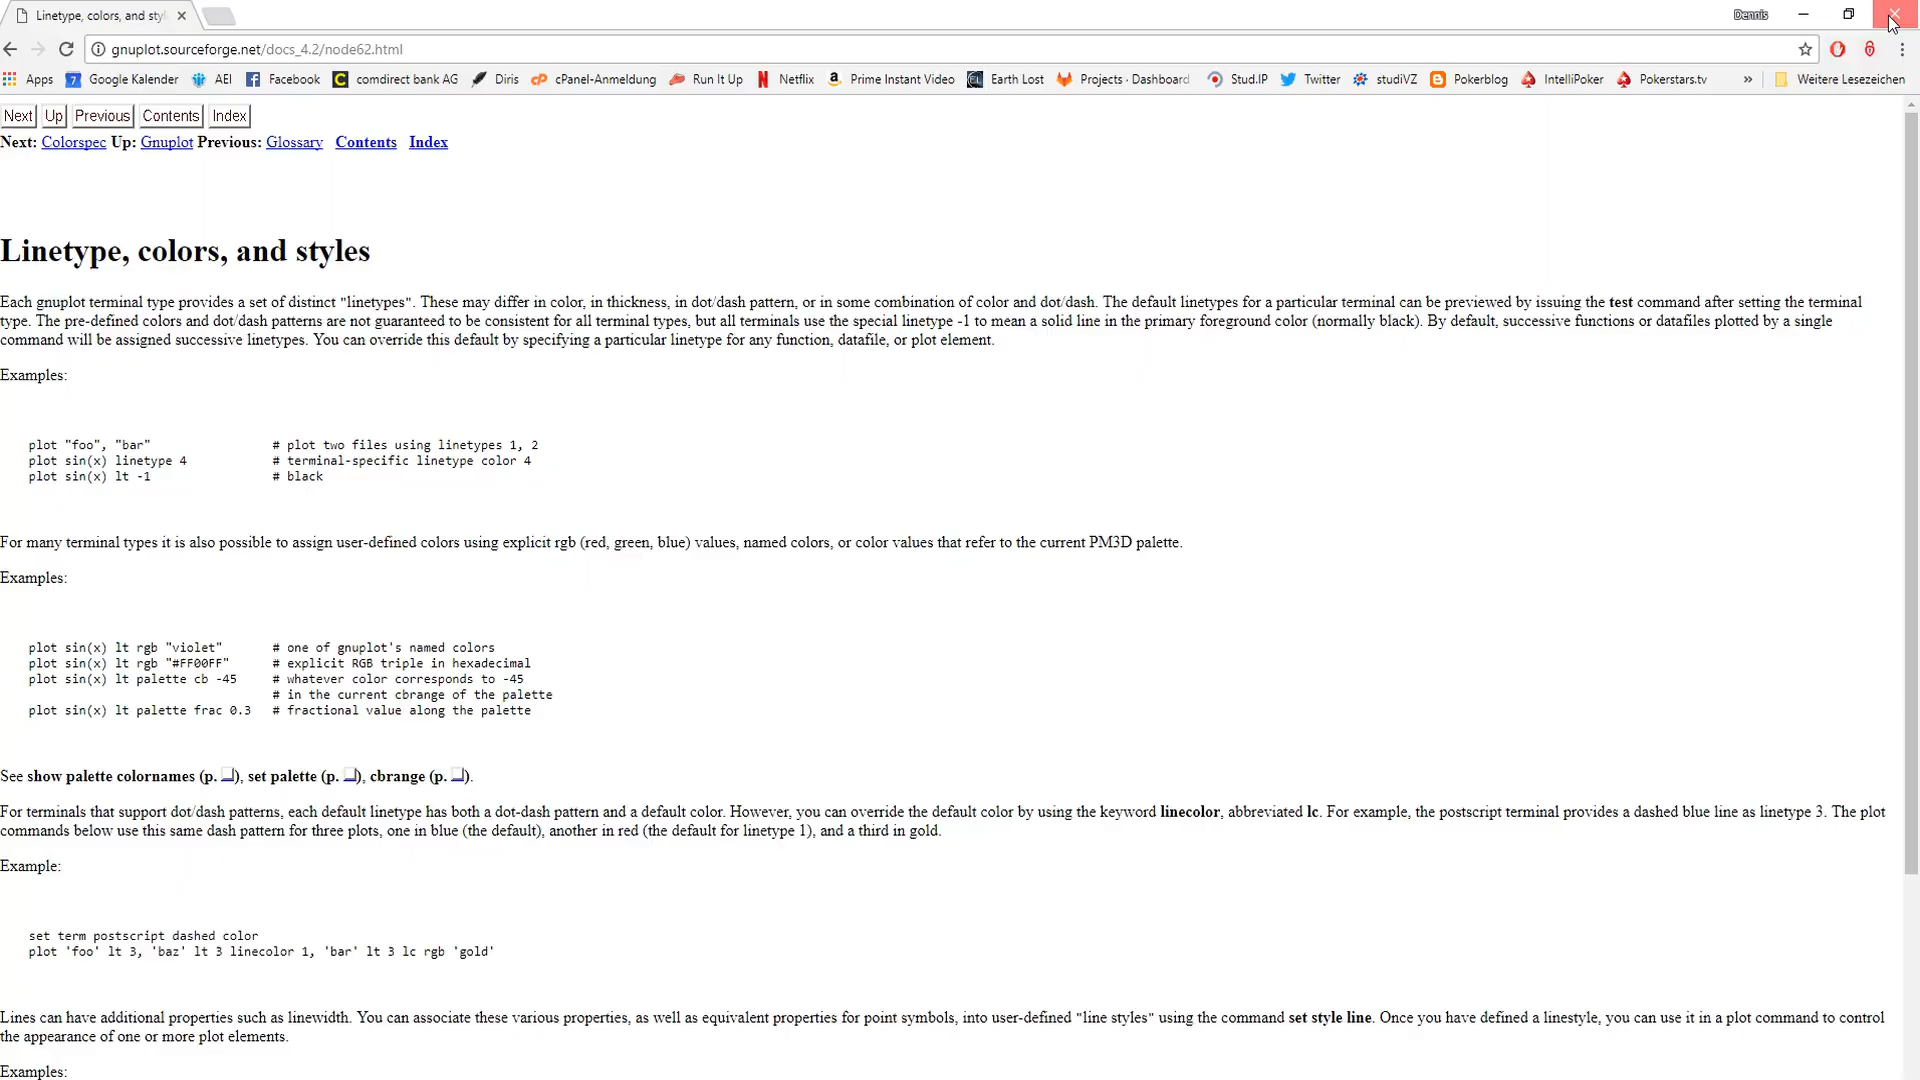 Linetype, colors, and sty
Dennis
gnuplot.sourceforge.net/docs_4.2/node62.html
Apps 7 Google Kalender AEI Facebook comdirect bank AG Diris cPanel-Anmeldung Run It Up Netflix Prime Instant Video Earth Lost Projects · Dashboard Stud.IP Twitter studiVZ Pokerblog IntelliPoker Pokerstars.tv » Weitere Lesezeichen
Next Up Previous Contents Index
Next: Colorspec Up: Gnuplot Previous: Glossary Contents Index
Linetype, colors, and styles
Each gnuplot terminal type provides a set of distinct "linetypes". These may differ in color, in thickness, in dot/dash pattern, or in some combination of color and dot/dash. The default linetypes for a particular terminal can be previewed by issuing the test command after setting the terminal
type. The pre-defined colors and dot/dash patterns are not guaranteed to be consistent for all terminal types, but all terminals use the special linetype -1 to mean a solid line in the primary foreground color (normally black). By default, successive functions or datafiles plotted by a single
command will be assigned successive linetypes. You can override this default by specifying a particular linetype for any function, datafile, or plot element.
Examples:
plot "foo", "bar" # plot two files using linetypes 1, 2
plot sin(x) linetype 4 # terminal-specific linetype color 4
plot sin(x) lt -1 # black
For many terminal types it is also possible to assign user-defined colors using explicit rgb (red, green, blue) values, named colors, or color values that refer to the current PM3D palette.
Examples:
plot sin(x) lt rgb "violet" # one of gnuplot's named colors
plot sin(x) lt rgb "#FF00FF" # explicit RGB triple in hexadecimal
plot sin(x) lt palette cb -45 # whatever color corresponds to -45
# in the current cbrange of the palette
plot sin(x) lt palette frac 0.3 # fractional value along the palette
See show palette colornames (p. ), set palette (p. ), cbrange (p. ).
For terminals that support dot/dash patterns, each default linetype has both a dot-dash pattern and a default color. However, you can override the default color by using the keyword linecolor, abbreviated lc. For example, the postscript terminal provides a dashed blue line as linetype 3. The plot
commands below use this same dash pattern for three plots, one in blue (the default), another in red (the default for linetype 1), and a third in gold.
Example:
set term postscript dashed color
plot 'foo' lt 3, 'baz' lt 3 linecolor 1, 'bar' lt 3 lc rgb 'gold'
Lines can have additional properties such as linewidth. You can associate these various properties, as well as equivalent properties for point symbols, into user-defined "line styles" using the command set style line. Once you have defined a linestyle, you can use it in a plot command to control
the appearance of one or more plot elements.
Examples: